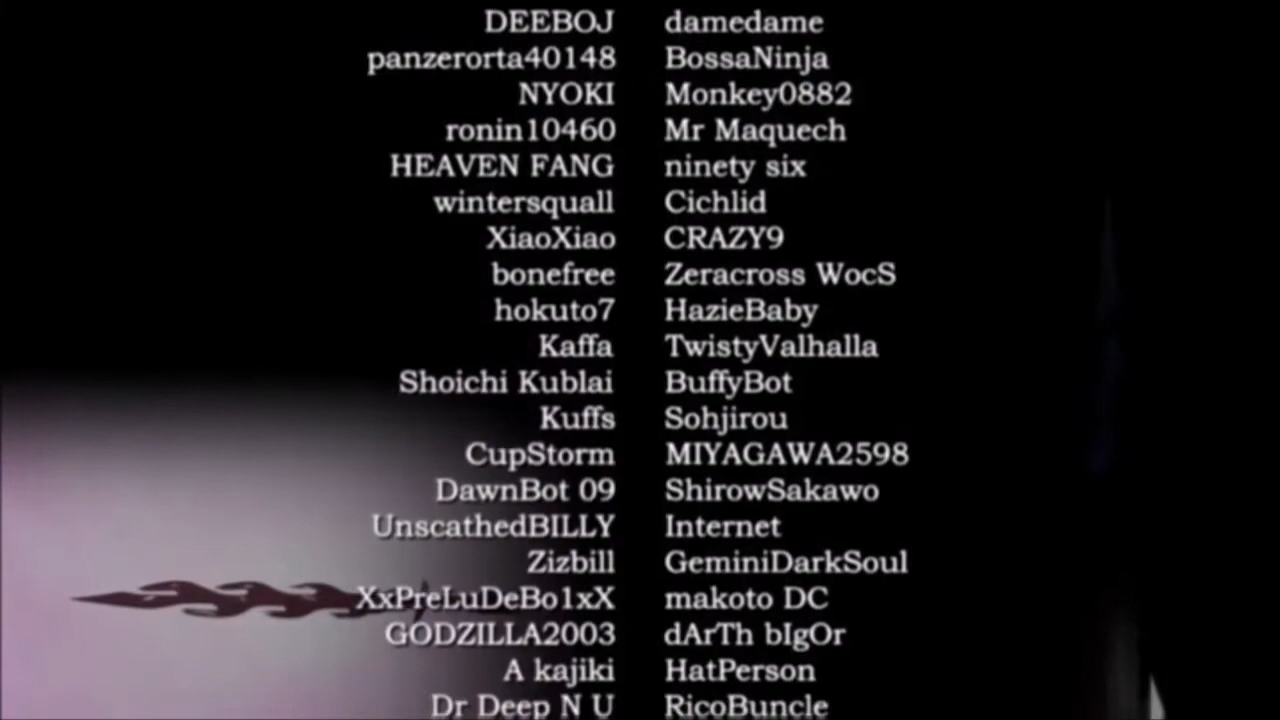 DEEBOJ damedame
panzerorta40148 BossaNinja
NYOKI Monkey0882
ronin10460 Mr Maquech
HEAVEN FANG ninety six
wintersquall Cichlid
XiaoXiao CRAZY9
bonefree Zeracross WocS
hokuto7 HazieBaby
Kaffa TwistyValhalla
Shoichi Kublai BuffyBot
Kuffs Sohjirou
CupStorm MIYAGAWA2598
DawnBot 09 ShirowSakawo
UnscathedBILLY Internet
Zizbill GeminiDarkSoul
XxPreLuDeBo1xX makoto DC
GODZILLA2003 dArTh bIgOr
A kajiki HatPerson
Dr Deep N U RicoBuncle